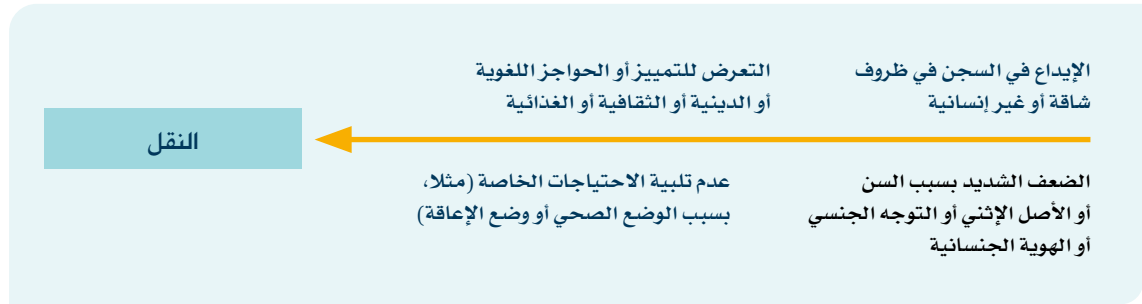 الإيداع في السجن في ظروف
شاقة أو غير إنسانية
التعرض للتمييز أو الحواجز اللغوية
أو الدينية أو الثقافية أو الغذائية
النقل
الضعف الشديد بسبب السن
أو الأصل الإثني أو التوجه الجنسي
أو الهوية الجنسانية
عدم تلبية الاحتياجات الخاصة (مثلا،
بسبب الوضع الصحي أو وضع الإعاقة)